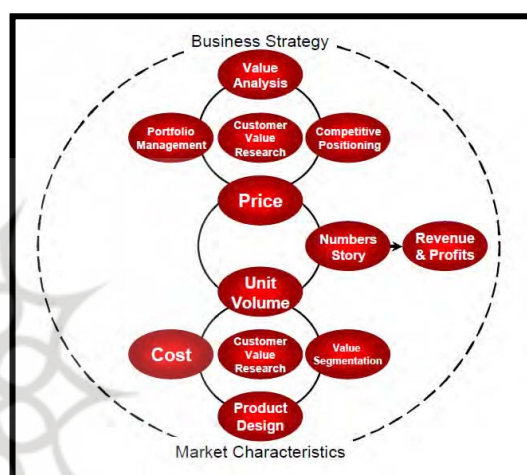 Business Strategy
Value
Analysis
Portfolio
Management
Customer
Value
Research
Competitive
Positioning
Price
Numbers
Story
Revenue
& Profits
Unit
Volume
Cost
Customer
Value
Research
Value
Segmentation
Product
Design
Market Characteristics